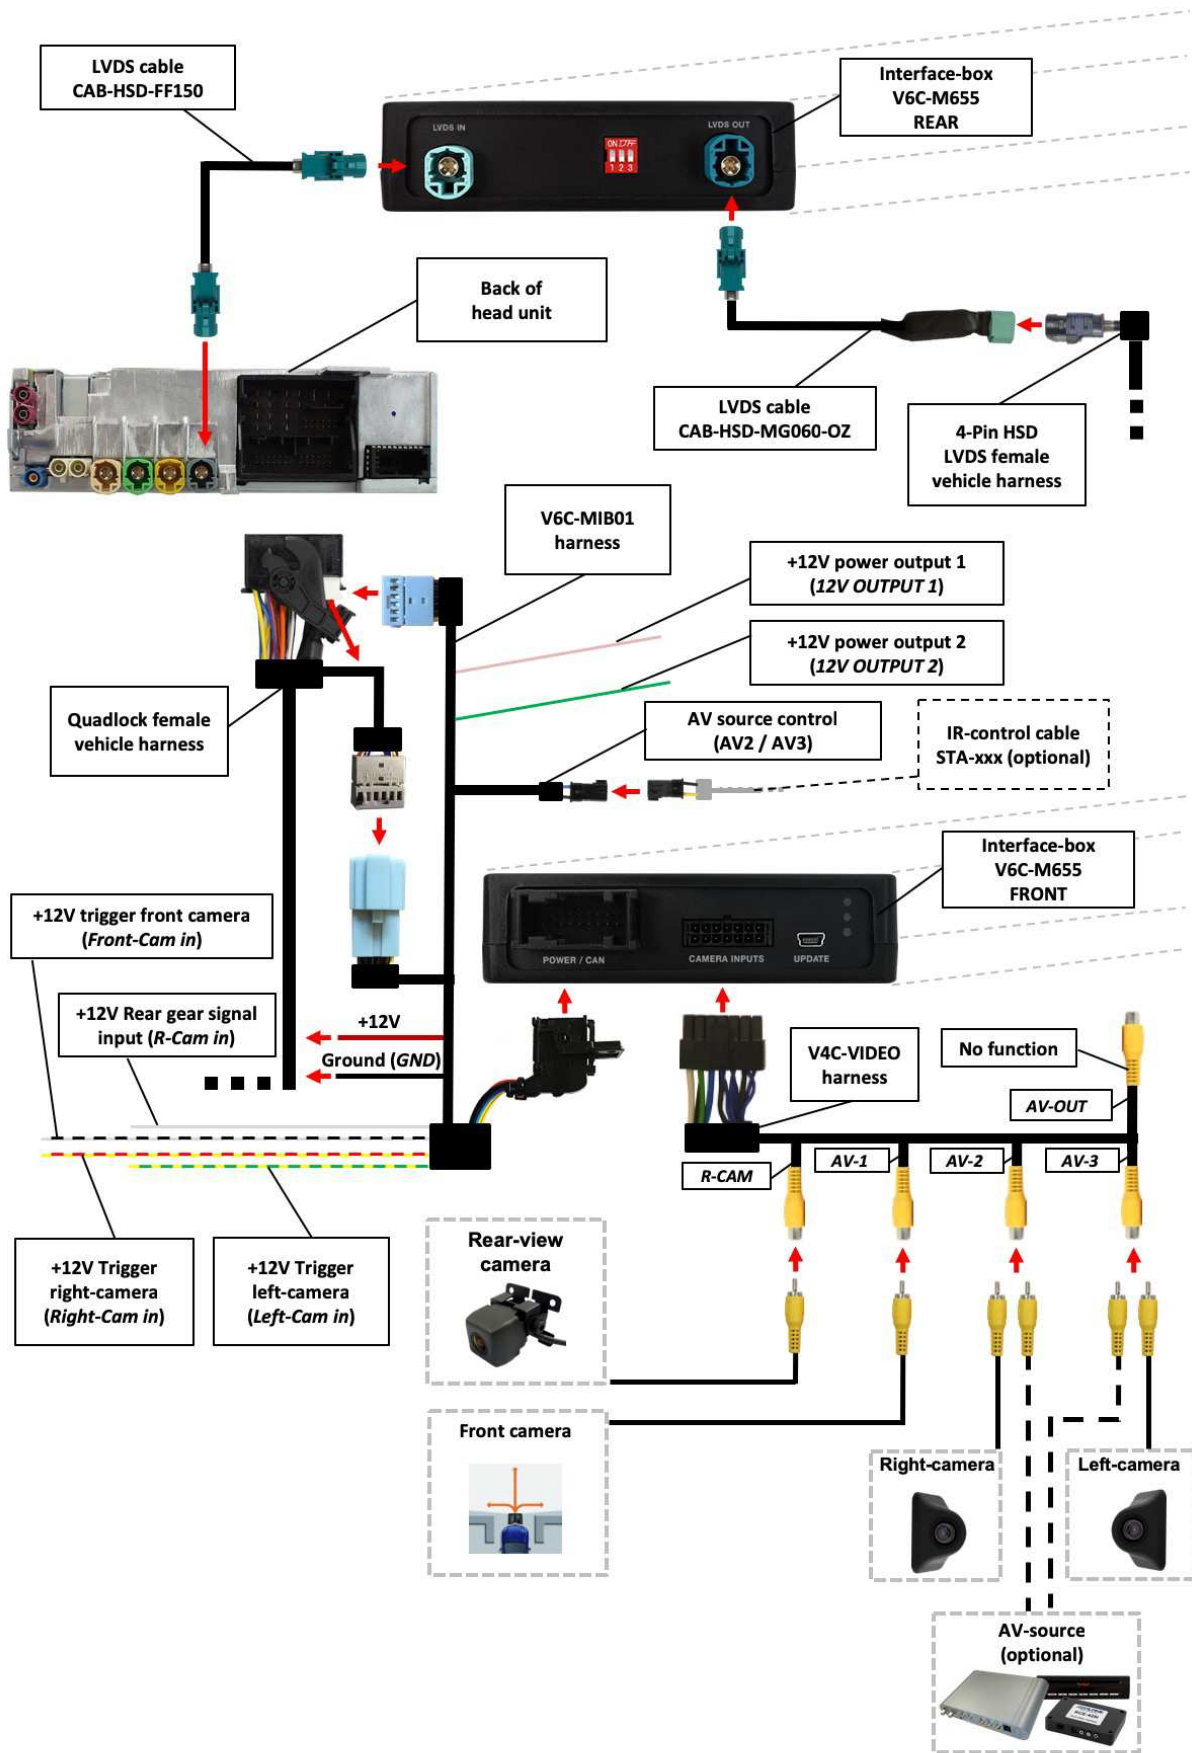 LVDS cable
CAB-HSD-FF150
Interface-box
V6C-M655
REAR
LVDS IN
LVDS OUT
ON
1 2 3
Back of
head unit
LVDS cable
CAB-HSD-MG060-OZ
4-Pin HSD
LVDS female
vehicle harness
V6C-MIB01
harness
+12V power output 1
(12V OUTPUT 1)
+12V power output 2
(12V OUTPUT 2)
Quadlock female
vehicle harness
AV source control
(AV2 / AV3)
IR-control cable
STA-xxx (optional)
Interface-box
V6C-M655
FRONT
+12V trigger front camera
(Front-Cam in)
POWER / CAN
CAMERA INPUTS
UPDATE
+12V Rear gear signal
input (R-Cam in)
+12V
Ground (GND)
V4C-VIDEO
harness
No function
AV-OUT
R-CAM
AV-1
AV-2
AV-3
+12V Trigger
right-camera
(Right-Cam in)
+12V Trigger
left-camera
(Left-Cam in)
Rear-view
camera
Front camera
Right-camera
Left-camera
AV-source
(optional)